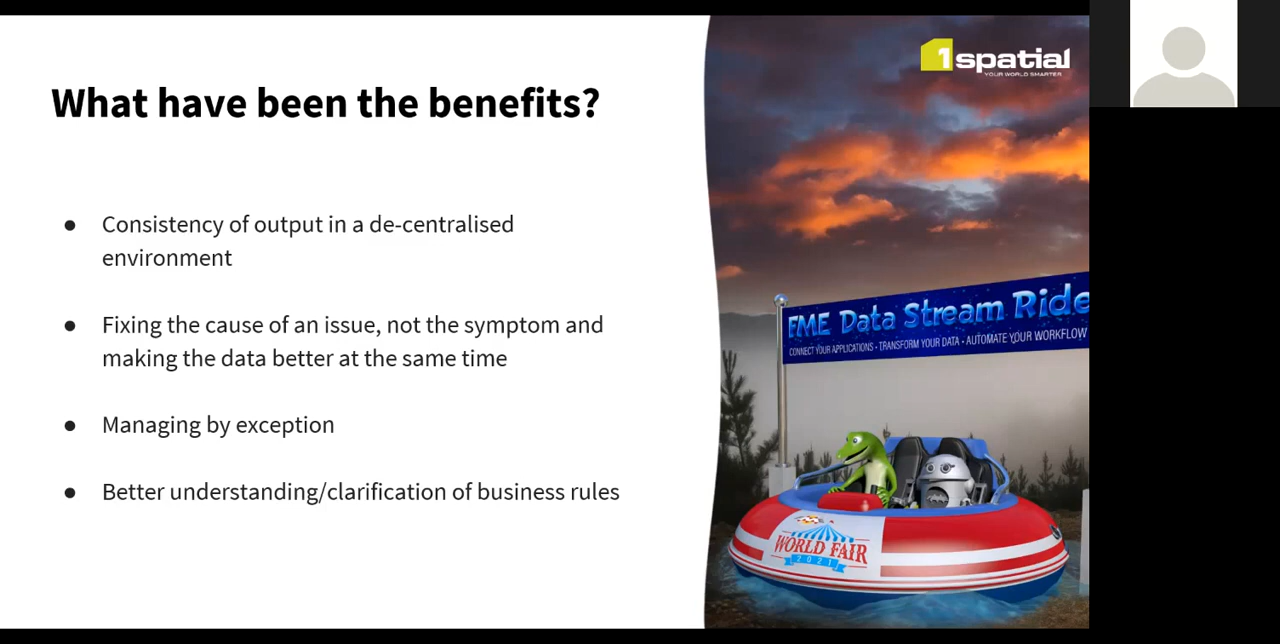 What have been the benefits?
● Consistency of output in a de-centralised
environment
● Fixing the cause of an issue, not the symptom and
making the data better at the same time
● Managing by exception
● Better understanding/clarification of business rules
1spatial
YOUR WORLD SMARTER
FME Data Stream Ride
CONNECT YOUR APPLICATIONS • TRANSFORM YOUR DATA • AUTOMATE YOUR WORKFLOW
WORLD FAIR
2021